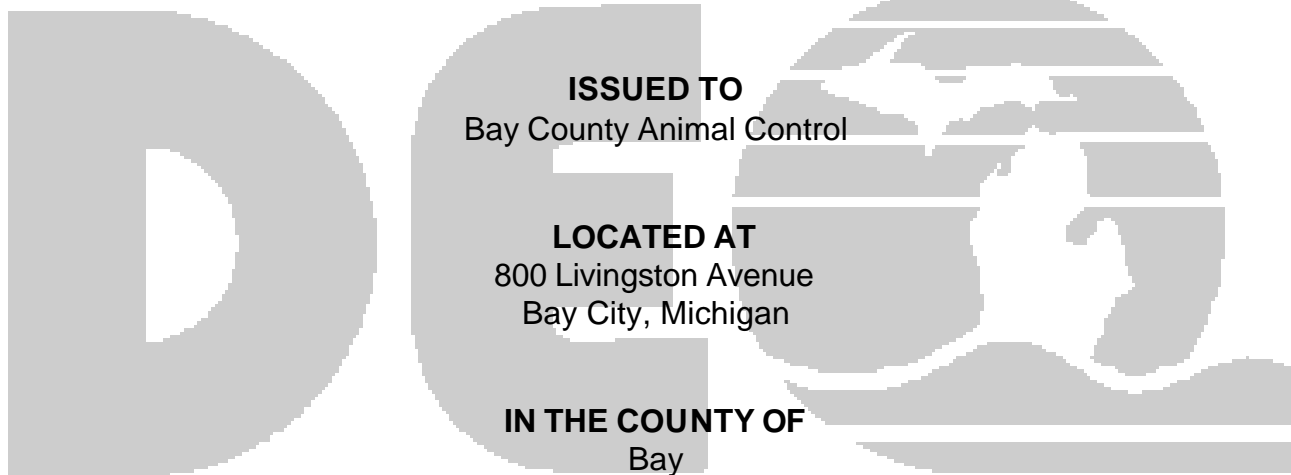 DEQ
ISSUED TO
Bay County Animal Control
LOCATED AT
800 Livingston Avenue
Bay City, Michigan
IN THE COUNTY OF
Bay